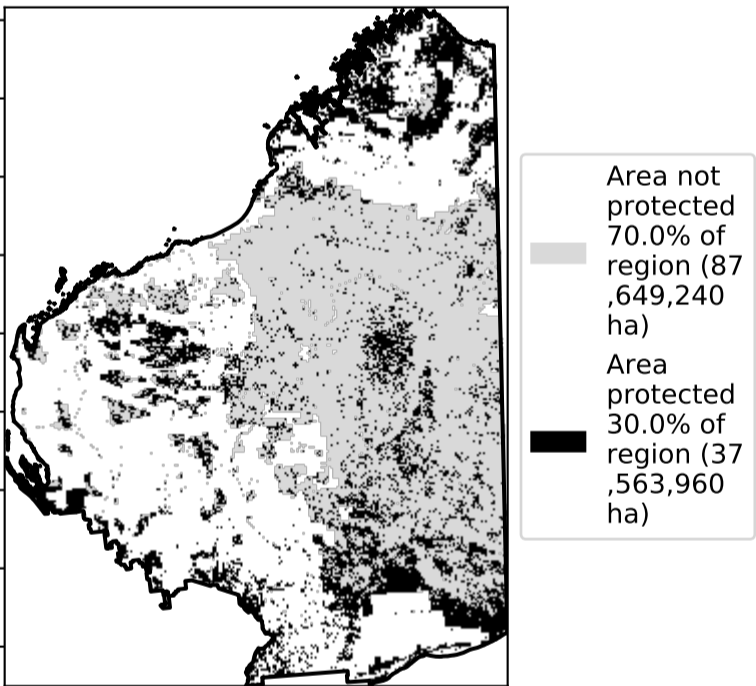 Area not
protected
70.0% of
region (87
,649,240
ha)
Area
protected
30.0% of
region (37
,563,960
ha)